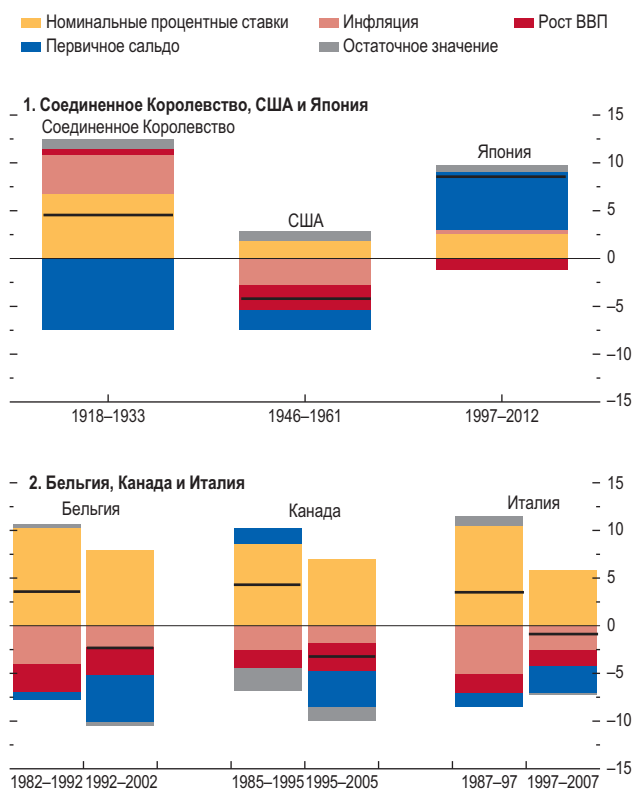 Номинальные процентные ставки
Инфляция
Рост ВВП
Первичное сальдо
Остаточное значение
1. Соединенное Королевство, США и Япония
Соединенное Королевство
США
Япония
15
10
5
0
–5
–10
–15
1918–1933
1946–1961
1997–2012
2. Бельгия, Канада и Италия
Бельгия
Канада
Италия
15
10
5
0
–5
–10
–15
1982–1992
1992–2002
1985–1995
1995–2005
1987–97
1997–2007